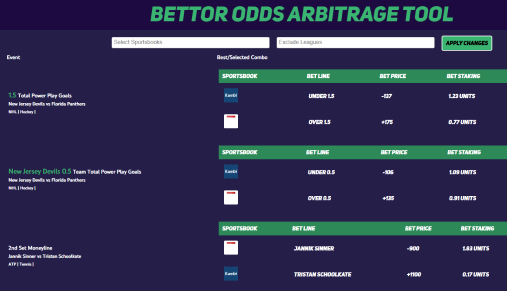 BETTOR ODDS ARBITRAGE TOOL
Select Sportsbooks
Exclude Leagues
APPLY CHANGES
Event
Best/Selected Combo
1.5 Total Power Play Goals
New Jersey Devils vs Florida Panthers
NHL | Hockey |
SPORTSBOOK BET LINE BET PRICE BET STAKING
Kambi UNDER 1.5 -137 1.23 UNITS
OVER 1.5 +175 0.77 UNITS
New Jersey Devils 0.5 Team Total Power Play Goals
New Jersey Devils vs Florida Panthers
NHL | Hockey |
SPORTSBOOK BET LINE BET PRICE BET STAKING
Kambi UNDER 0.5 -106 1.09 UNITS
OVER 0.5 +135 0.91 UNITS
2nd Set Moneyline
Jannik Sinner vs Tristan Schoolkate
ATP | Tennis |
SPORTSBOOK BET LINE BET PRICE BET STAKING
JANNIK SINNER -900 1.83 UNITS
Kambi TRISTAN SCHOOLKATE +1100 0.17 UNITS